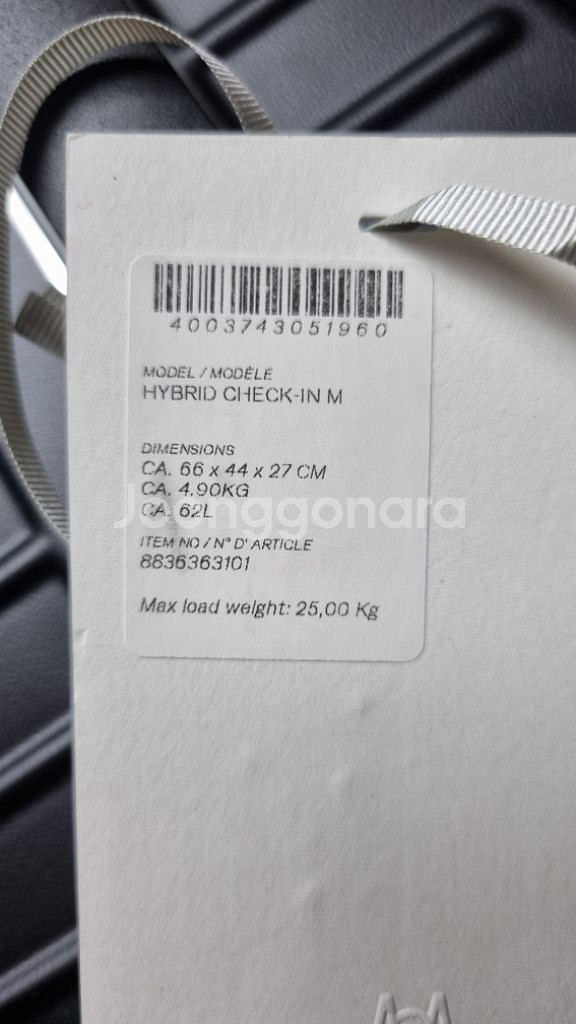 4003743051960
MODEL / MODÈLE
HYBRID CHECK-IN M
DIMENSIONS
CA. 66 x 44 x 27 CM
CA. 4.90KG
CA. 62L
Joonggonara
ITEM NO / N° D' ARTICLE
8836363101
Max load weight: 25,00 Kg